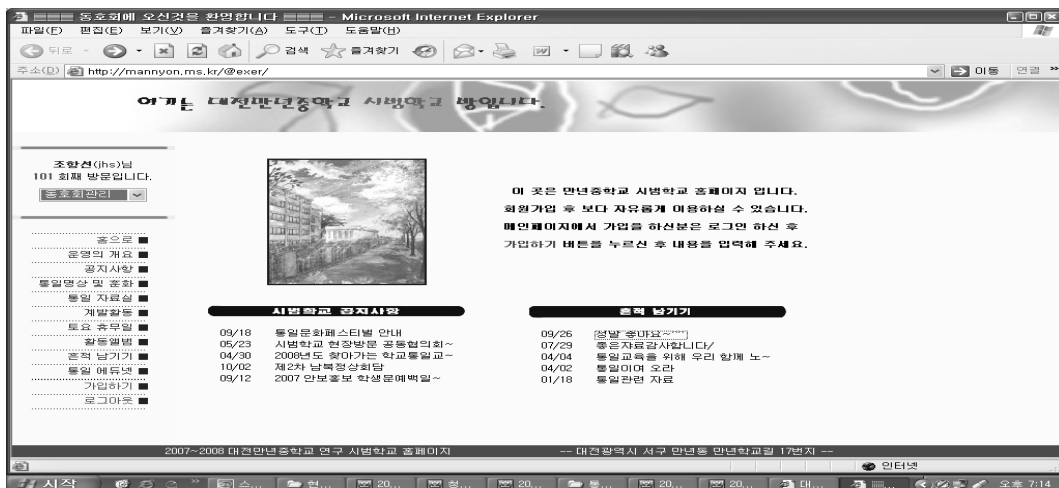 동호회에 오신것을 환영합니다 - Microsoft Internet Explorer
파일(F) 편집(E) 보기(V) 즐겨찾기(A) 도구(T) 도움말(H)
뒤로 검색 즐겨찾기
주소(D) http://mannyon.ms.kr/@exer/ 이동 연결 »
여기는 대전만년중학교 시범학교 방입니다.
조항선(jhs)님
101 회째 방문입니다.
동호회관리
홈으로 ■
운영의 개요 ■
공지사항 ■
통일명상 및 훈화 ■
통일 자료실 ■
계발활동 ■
토요 휴무일 ■
활동앨범 ■
흔적 남기기 ■
통일 에듀넷 ■
가입하기 ■
로그아웃 ■
이 곳은 만년중학교 시범학교 홈페이지 입니다.
회원가입 후 보다 자유롭게 이용하실 수 있습니다.
메인페이지에서 가입을 하신분은 로그인 하신 후
가입하기 버튼을 누르신 후 내용을 입력해 주세요.
시범학교 공지사항
09/18 통일문화페스티벌 안내
05/23 시범학교 현장방문 공동협의회~
04/30 2008년도 찾아가는 학교통일교~
10/02 제2차 남북정상회담
09/12 2007 안보홍보 학생문예백일~
흔적 남기기
09/26 정말 좋아요~
07/29 좋은자료감사합니다/
04/04 통일교육을 위해 우리 함께 노~
04/02 통일이여 오라
01/18 통일관련 자료
2007~2008 대전만년중학교 연구 시범학교 홈페이지 -- 대전광역시 서구 만년동 만년학교길 17번지 --
인터넷
시작 스... 현... 20... 청... 20... 통... 20... 20... 대... 오후 7:14